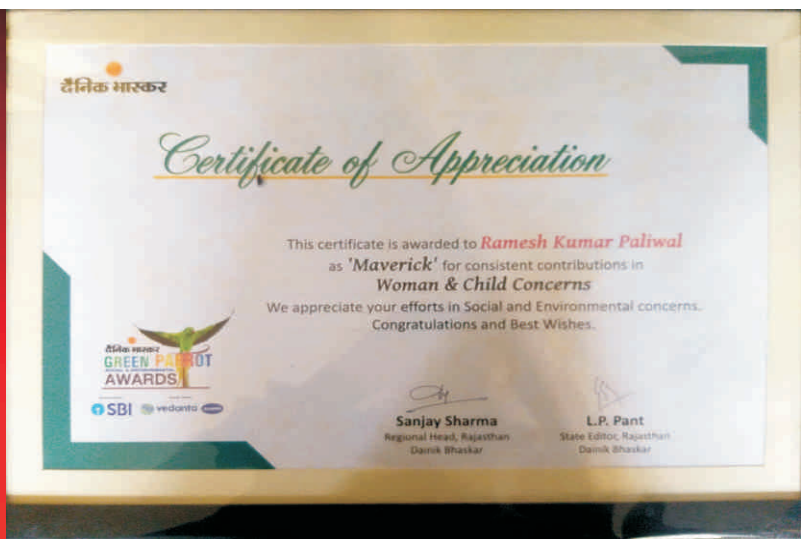 दैनिक भास्कर
Certificate of Appreciation
This certificate is awarded to Ramesh Kumar Paliwal
as 'Maverick' for consistent contributions in
Woman & Child Concerns
We appreciate your efforts in Social and Environmental concerns.
Congratulations and Best Wishes.
दैनिक भास्कर
GREEN PARROT
AWARDS
SBI vedanta
Sanjay Sharma
Regional Head, Rajasthan
Dainik Bhaskar
L.P. Pant
State Editor, Rajasthan
Dainik Bhaskar